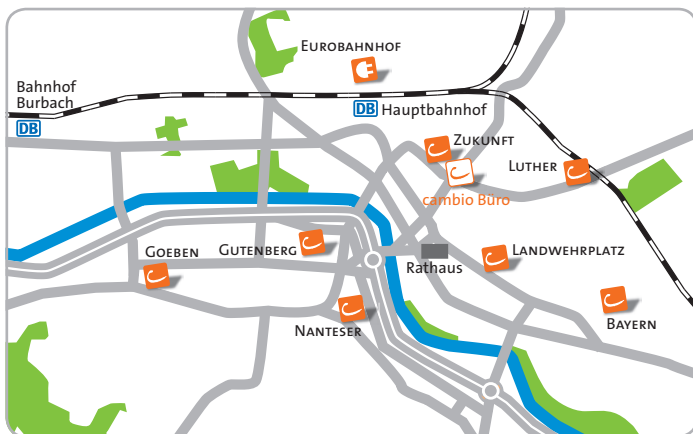 EUROBAHNHOF
Bahnhof
Burbach
DB
DB Hauptbahnhof
ZUKUNFT
LUTHER
cambio Büro
GOEBEN
GUTENBERG
Rathaus
LANDWEHRPLATZ
NANTESER
BAYERN